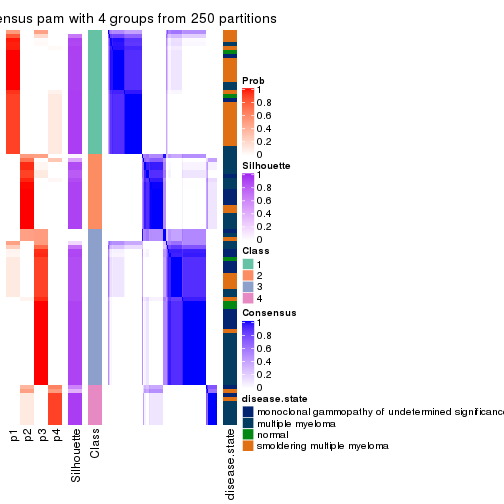 ensus pam with 4 groups from 250 partitions
Prob
1
0.8
0.6
0.4
0.2
0
Silhouette
1
0.8
0.6
0.4
0.2
0
Class
1
2
3
4
Consensus
1
0.8
0.6
0.4
0.2
0
disease.state
monoclonal gammopathy of undetermined significance
multiple myeloma
normal
smoldering multiple myeloma
p1
p2
p3
p4
Silhouette
Class
disease.state